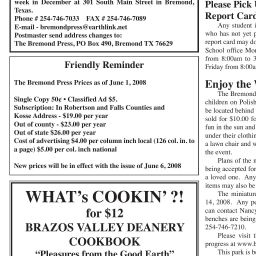 week in December at 301 South Main Street in Bremond,
Texas.
Phone # 254-746-7033 FAX # 254-746-7089
E-mail - bremondpress@earthlink.net
Postmaster send address changes to:
The Bremond Press, PO Box 490, Bremond TX 76629
Friendly Reminder
The Bremond Press Prices as of June 1, 2008
Single Copy 50¢ • Classified Ad $5.
Subscription: In Robertson and Falls Counties and
Kosse Address - $19.00 per year
Out of county - $23.00 per year
Out of state $26.00 per year
Cost of advertising $4.00 per column inch local (126 col. in. to
a page) $5.00 per col. inch national.
New prices will be in effect with the issue of June 6, 2008
WHAT's COOKIN' ?!
for $12
BRAZOS VALLEY DEANERY
COOKBOOK
"Pleasures from the Good Earth"
Please Pick U
Report Card
Any student
who has not yet p
report card may do
School office Mon
from 8:00am to 3
Friday from 8:00am
Enjoy the
The Bremond
children on Polish
be located behind
sold for $10.00 fo
fun in the sun and
under their clothin
a lawn chair and w
the event.
Plans of the m
being accepted for
a loved one. Any
items may also be
The miniature
14, 2008. Any pe
can contact Nancy
benches are being
254-746-7210.
Please visit t
progress at www.b
This park is be